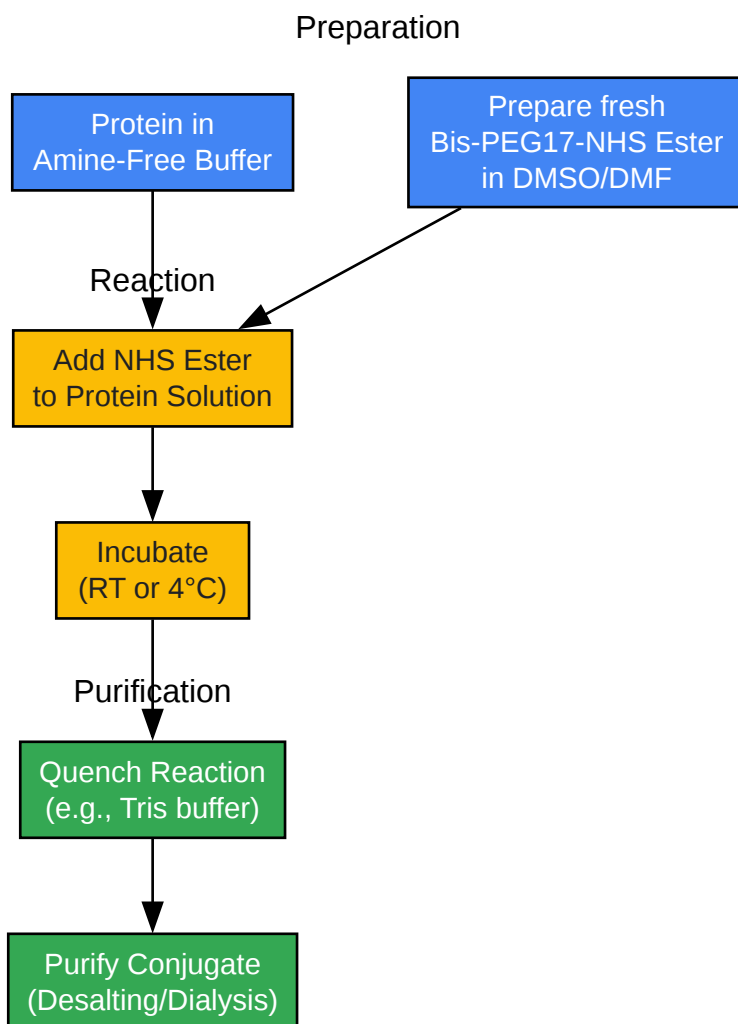 Preparation
Protein in
Amine-Free Buffer
Prepare fresh
Bis-PEG17-NHS Ester
in DMSO/DMF
Reaction
Add NHS Ester
to Protein Solution
Incubate
(RT or 4°C)
Purification
Quench Reaction
(e.g., Tris buffer)
Purify Conjugate
(Desalting/Dialysis)